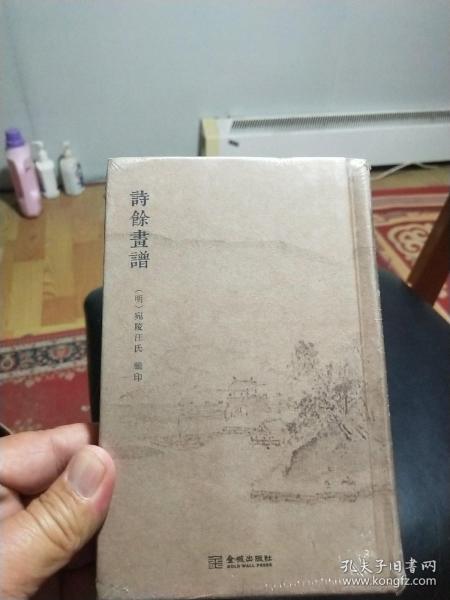 詩餘畫譜
（明）宛陵汪氏 輯印
金城出版社
GOLD WALL PRESS
孔夫子旧书网
www.kongfz.com